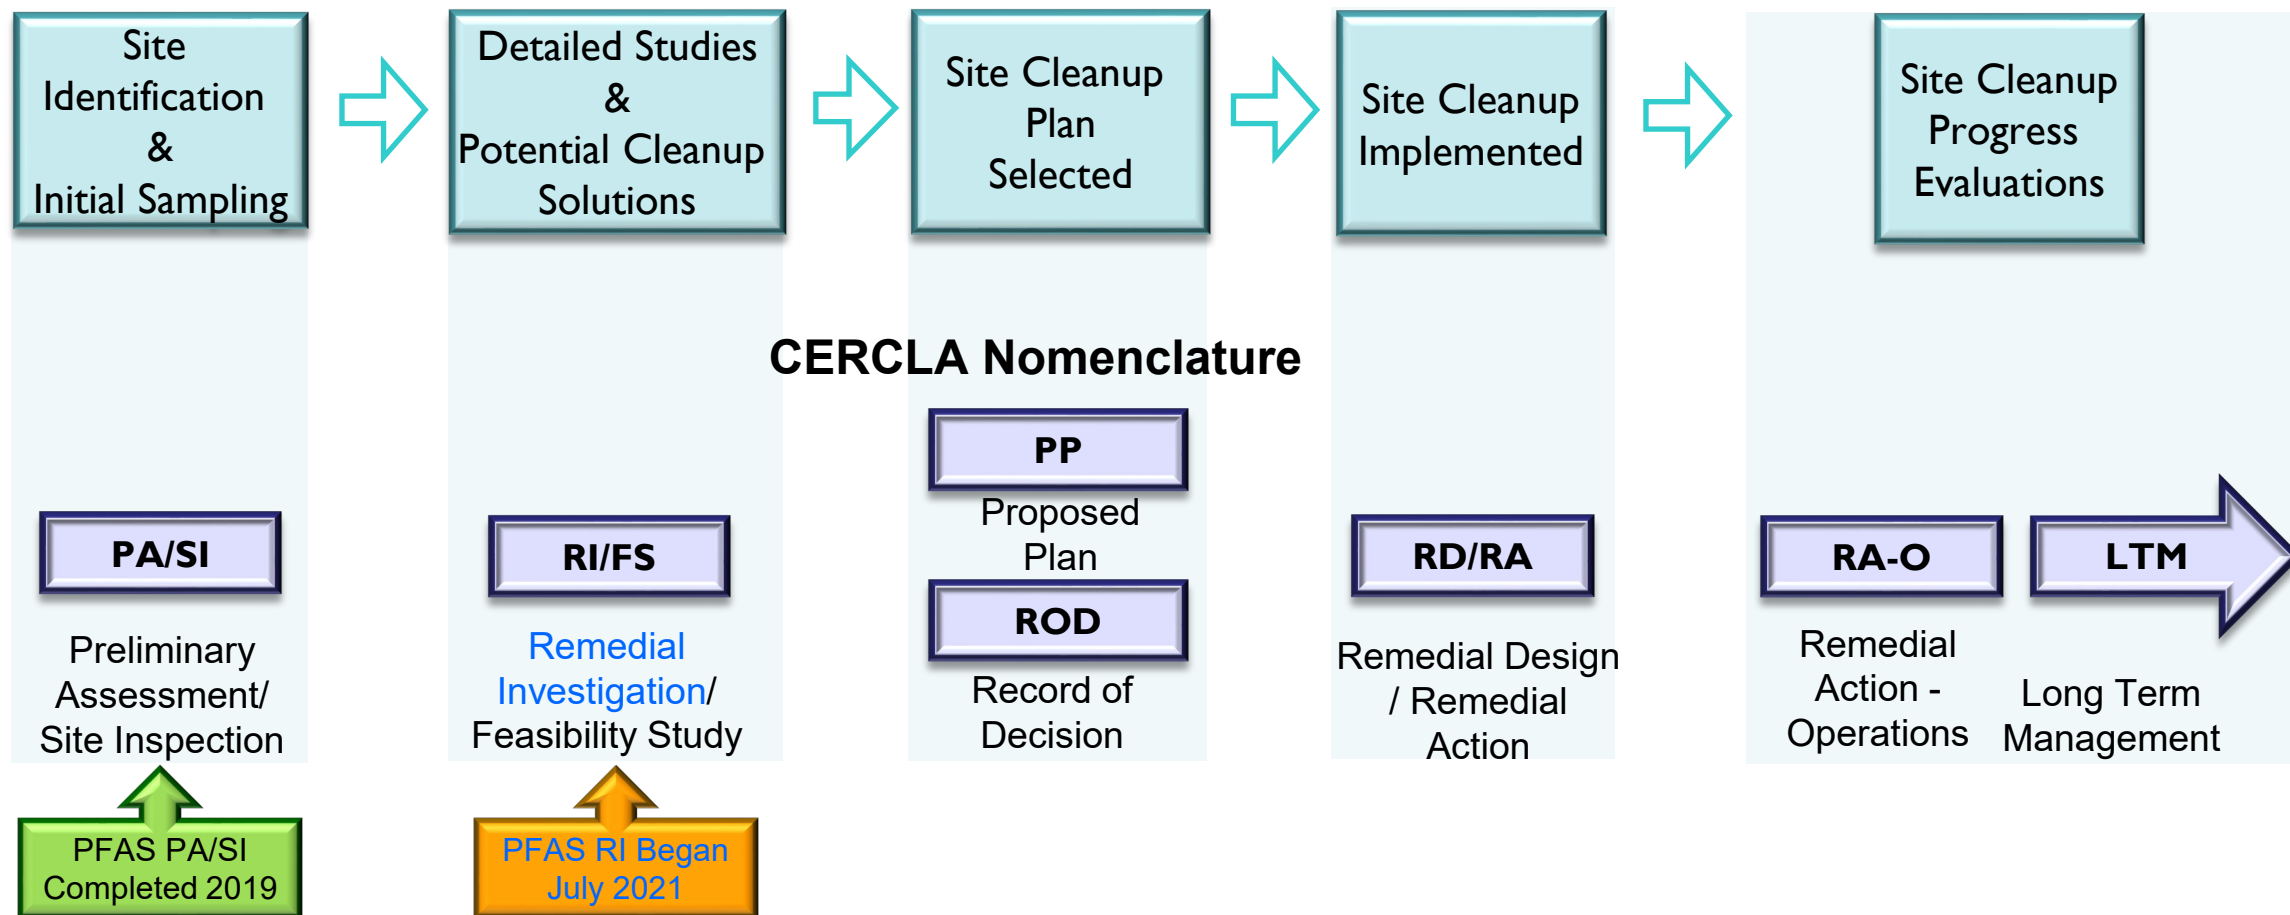 Site
Identification
&
Initial Sampling
Detailed Studies
&
Potential Cleanup
Solutions
Site Cleanup
Plan
Selected
Site Cleanup
Implemented
Site Cleanup
Progress
Evaluations
CERCLA Nomenclature
PA/SI
Preliminary
Assessment/
Site Inspection
RI/FS
Remedial
Investigation/
Feasibility Study
PP
Proposed
Plan
ROD
Record of
Decision
RD/RA
Remedial Design
/ Remedial
Action
RA-O
Remedial
Action -
Operations
LTM
Long Term
Management
PFAS PA/SI
Completed 2019
PFAS RI Began
July 2021